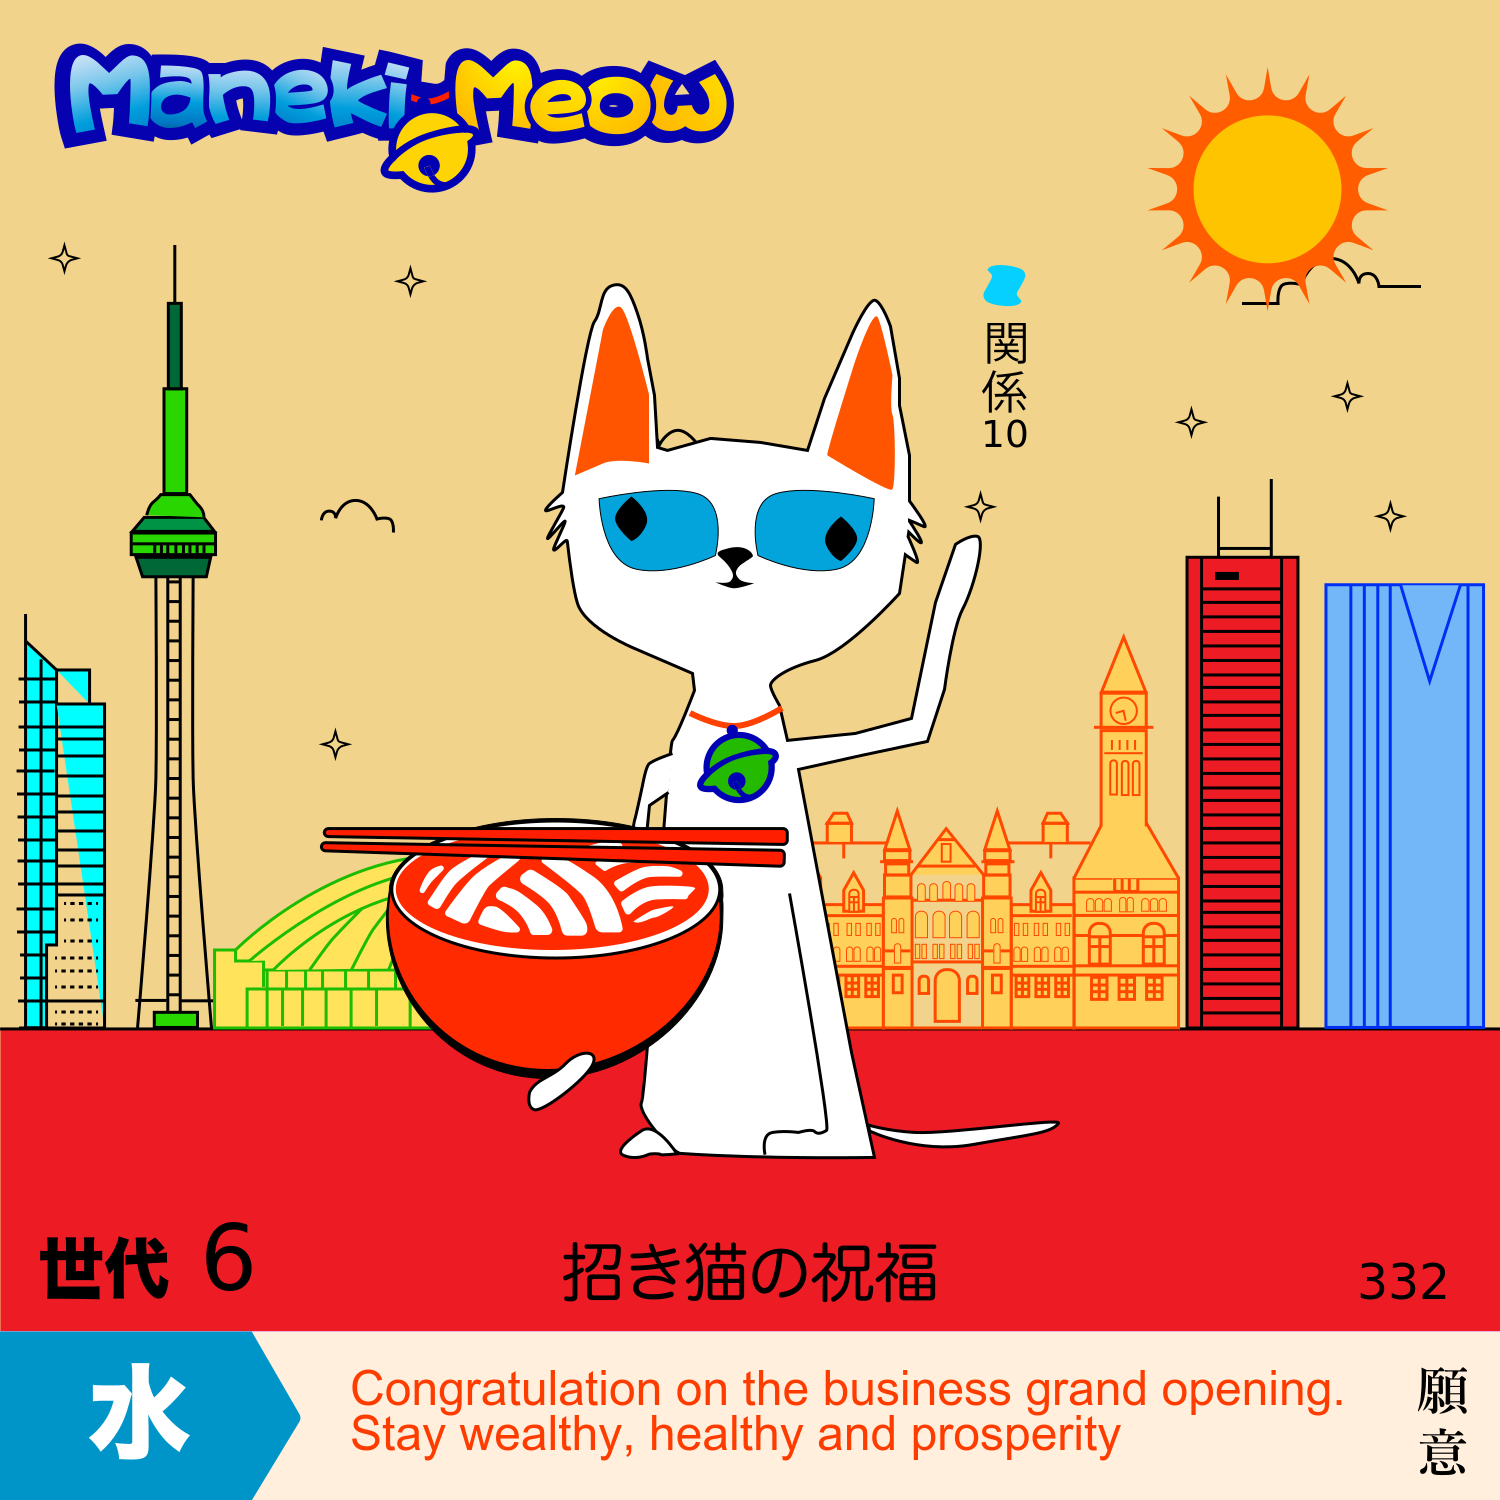 Maneki-Meow
関係
10
世代 6
招き猫の祝福
332
水
Congratulation on the business grand opening.
Stay wealthy, healthy and prosperity
願意